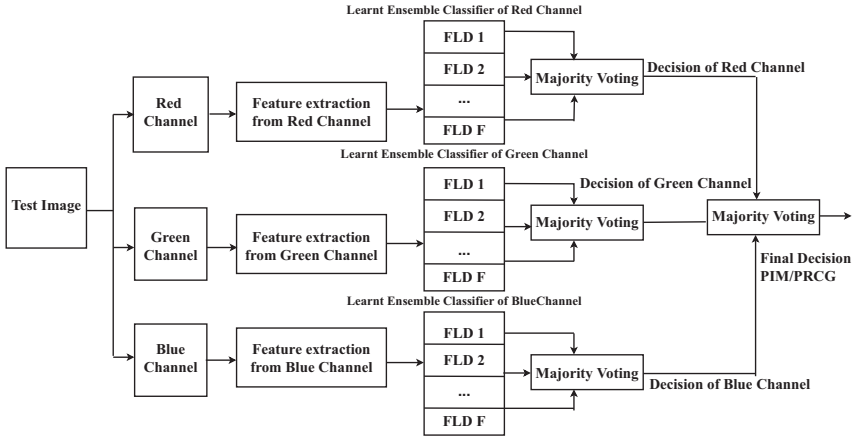 Learnt Ensemble Classifier of Red Channel
FLD 1
FLD 2
...
FLD F
Red
Channel
Feature extraction
from Red Channel
Majority Voting
Decision of Red Channel
Learnt Ensemble Classifier of Green Channel
Test Image
Green
Channel
Feature extraction
from Green Channel
FLD 1
FLD 2
...
FLD F
Decision of Green Channel
Majority Voting
Majority Voting
Final Decision
PIM/PRCG
Learnt Ensemble Classifier of BlueChannel
Blue
Channel
Feature extraction
from Blue Channel
FLD 1
FLD 2
...
FLD F
Majority Voting
Decision of Blue Channel